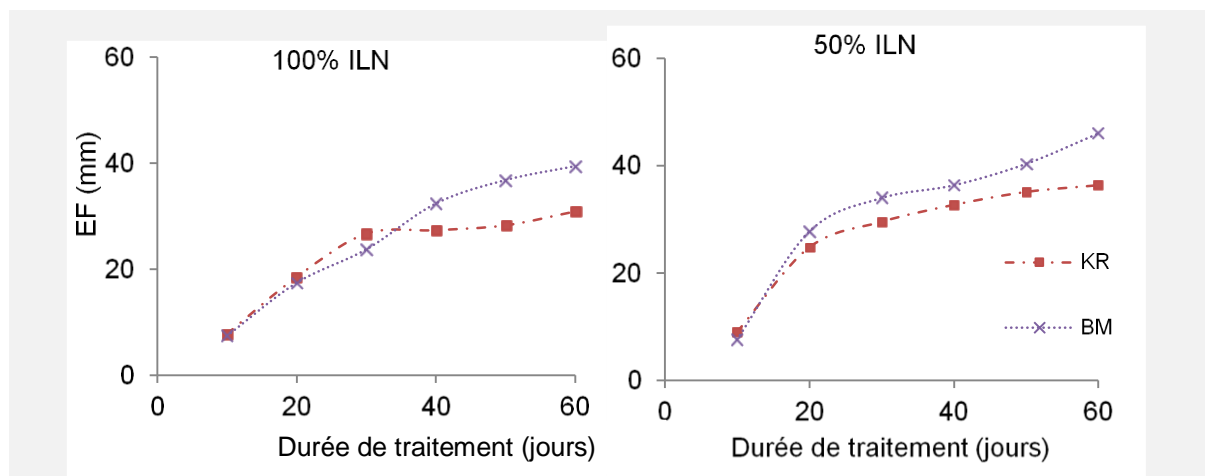 100% ILN
EF (mm)
60
40
20
0
0 20 40 60
Durée de traitement (jours)
50% ILN
60
40
20
0
0 20 40 60
Durée de traitement (jours)
KR
BM